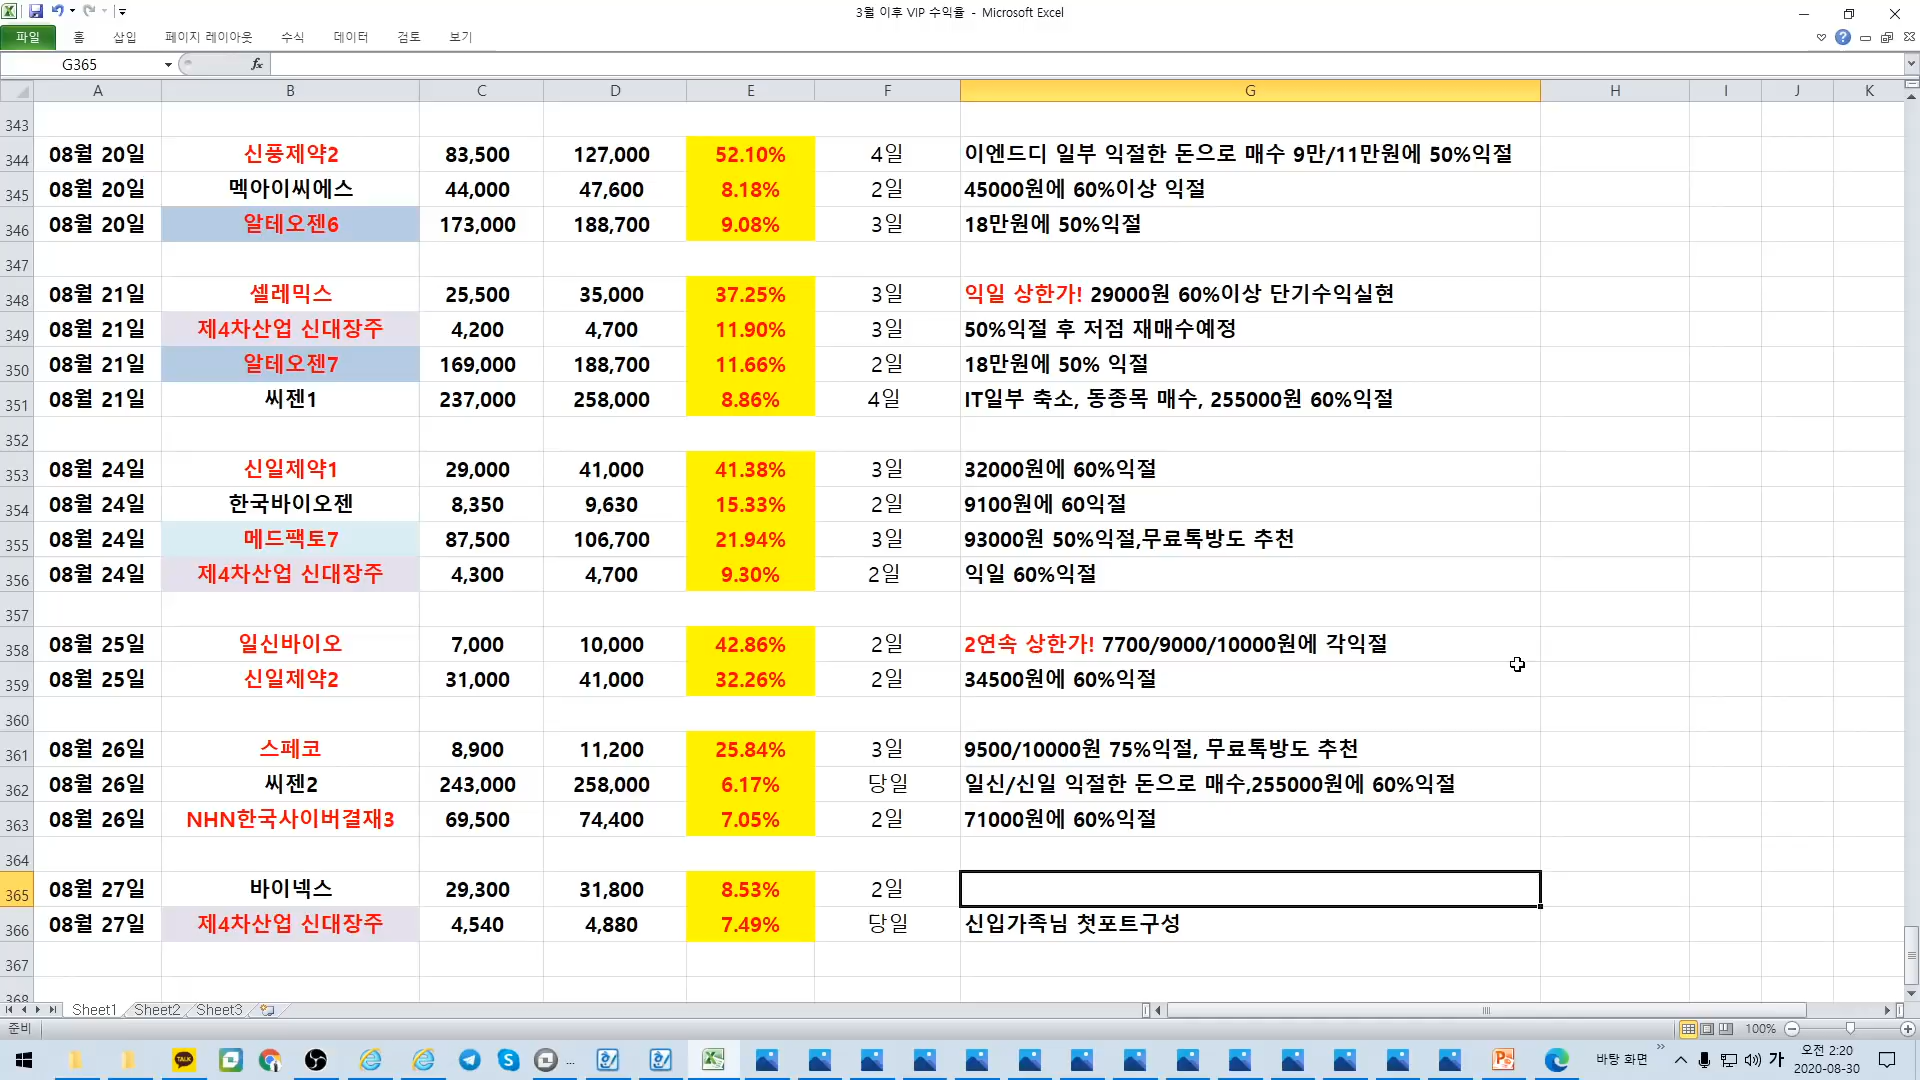 3월 이후 VIP 수익율 - Microsoft Excel
파일 홈 삽입 페이지 레이아웃 수식 데이터 검토 보기
G365 fx
A B C D E F G H I J K
343
344 08월 20일 신풍제약2 83,500 127,000 52.10% 4일 이엔드디 일부 익절한 돈으로 매수 9만/11만원에 50%익절
345 08월 20일 멕아이씨에스 44,000 47,600 8.18% 2일 45000원에 60%이상 익절
346 08월 20일 알테오젠6 173,000 188,700 9.08% 3일 18만원에 50%익절
347
348 08월 21일 셀레믹스 25,500 35,000 37.25% 3일 익일 상한가! 29000원 60%이상 단기수익실현
349 08월 21일 제4차산업 신대장주 4,200 4,700 11.90% 3일 50%익절 후 저점 재매수예정
350 08월 21일 알테오젠7 169,000 188,700 11.66% 2일 18만원에 50% 익절
351 08월 21일 씨젠1 237,000 258,000 8.86% 4일 IT일부 축소, 동종목 매수, 255000원 60%익절
352
353 08월 24일 신일제약1 29,000 41,000 41.38% 3일 32000원에 60%익절
354 08월 24일 한국바이오젠 8,350 9,630 15.33% 2일 9100원에 60익절
355 08월 24일 메드팩토7 87,500 106,700 21.94% 3일 93000원 50%익절,무료톡방도 추천
356 08월 24일 제4차산업 신대장주 4,300 4,700 9.30% 2일 익일 60%익절
357
358 08월 25일 일신바이오 7,000 10,000 42.86% 2일 2연속 상한가! 7700/9000/10000원에 각익절
359 08월 25일 신일제약2 31,000 41,000 32.26% 2일 34500원에 60%익절
360
361 08월 26일 스페코 8,900 11,200 25.84% 3일 9500/10000원 75%익절, 무료톡방도 추천
362 08월 26일 씨젠2 243,000 258,000 6.17% 당일 일신/신일 익절한 돈으로 매수,255000원에 60%익절
363 08월 26일 NHN한국사이버결재3 69,500 74,400 7.05% 2일 71000원에 60%익절
364
365 08월 27일 바이넥스 29,300 31,800 8.53% 2일
366 08월 27일 제4차산업 신대장주 4,540 4,880 7.49% 당일 신입가족님 첫포트구성
367
368
Sheet1 Sheet2 Sheet3
준비 100%
TALK 바탕 화면 가 오전 2:20
2020-08-30